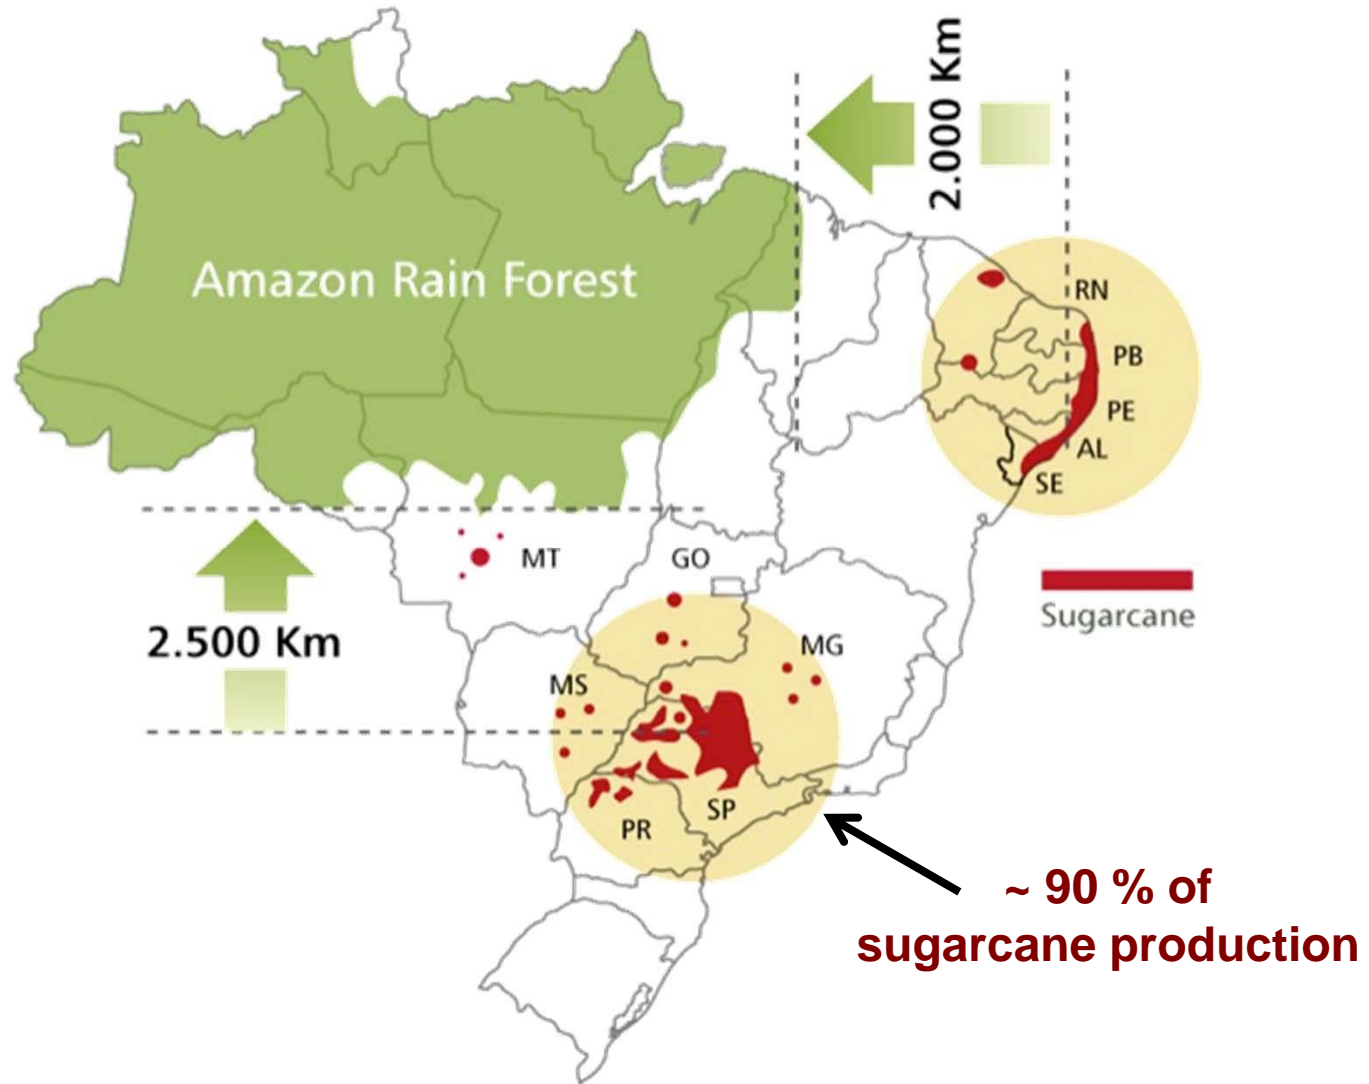 2.000 Km
Amazon Rain Forest
RN
PB
PE
AL
SE
MT
GO
Sugarcane
2.500 Km
MG
MS
SP
PR
~ 90 % of
sugarcane production